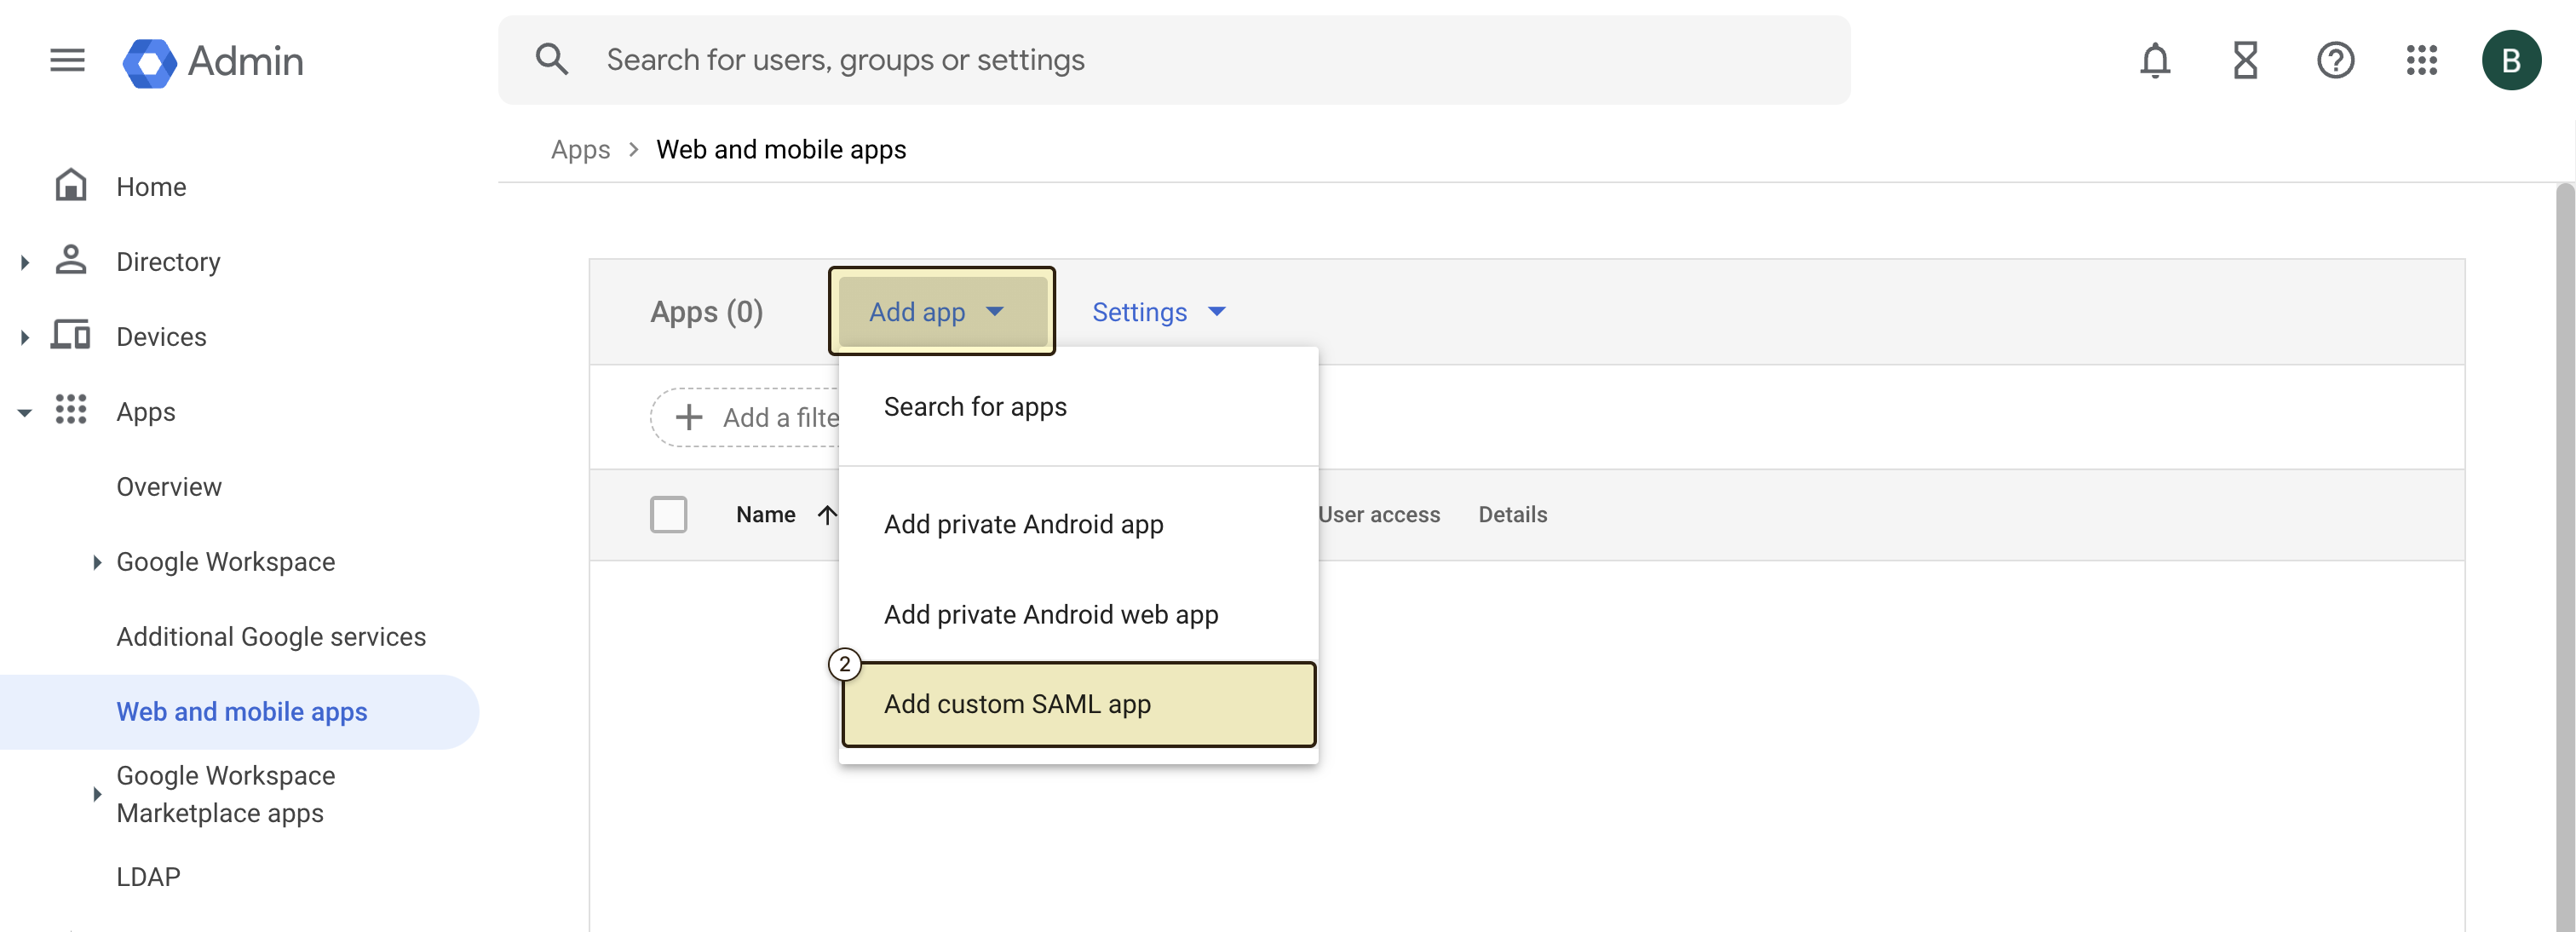 Admin
Search for users, groups or settings
B
Apps > Web and mobile apps
Home
Directory
Devices
Apps
Overview
Google Workspace
Additional Google services
Web and mobile apps
Google Workspace
Marketplace apps
LDAP
Apps (0)
Add app
Settings
Add a filte
Name
User access
Details
Search for apps
Add private Android app
Add private Android web app
2
Add custom SAML app